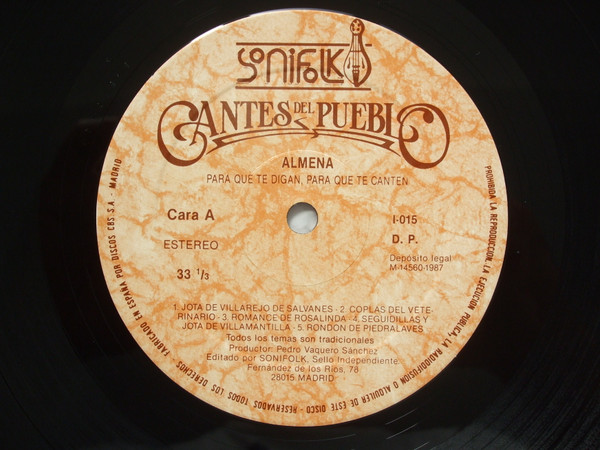 SONIFOLK
CANTES DEL PUEBLO
ALMENA
PARA QUE TE DIGAN, PARA QUE TE CANTEN
Cara A
I-015
ESTEREO
D. P.
33 1/3
Depósito legal
M-14560-1987
1. JOTA DE VILLAREJO DE SALVANES - 2. COPLAS DEL VETE-
RINARIO - 3. ROMANCE DE ROSALINDA - 4. SEGUIDILLAS Y
JOTA DE VILLAMANTILLA - 5. RONDON DE PIEDRALAVES
Todos los temas son tradicionales
Productor: Pedro Vaquero Sánchez
Editado por SONIFOLK, Sello Independiente.
Fernández de los Ríos, 78
28015 MADRID
PROHIBIDA LA REPRODUCCION, LA EJECUCION PUBLICA, LA RADIODIFUSION O ALQUILER DE ESTE DISCO - RESERVADOS TODOS LOS DERECHOS - FABRICADO EN ESPAÑA POR DISCOS CBS, S.A. - MADRID